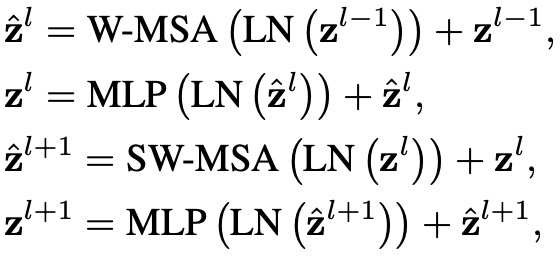 ẑ^l = W-MSA (LN (z^{l−1})) + z^{l−1},
z^l = MLP (LN (ẑ^l)) + ẑ^l,
ẑ^{l+1} = SW-MSA (LN (z^l)) + z^l,
z^{l+1} = MLP (LN (ẑ^{l+1})) + ẑ^{l+1},